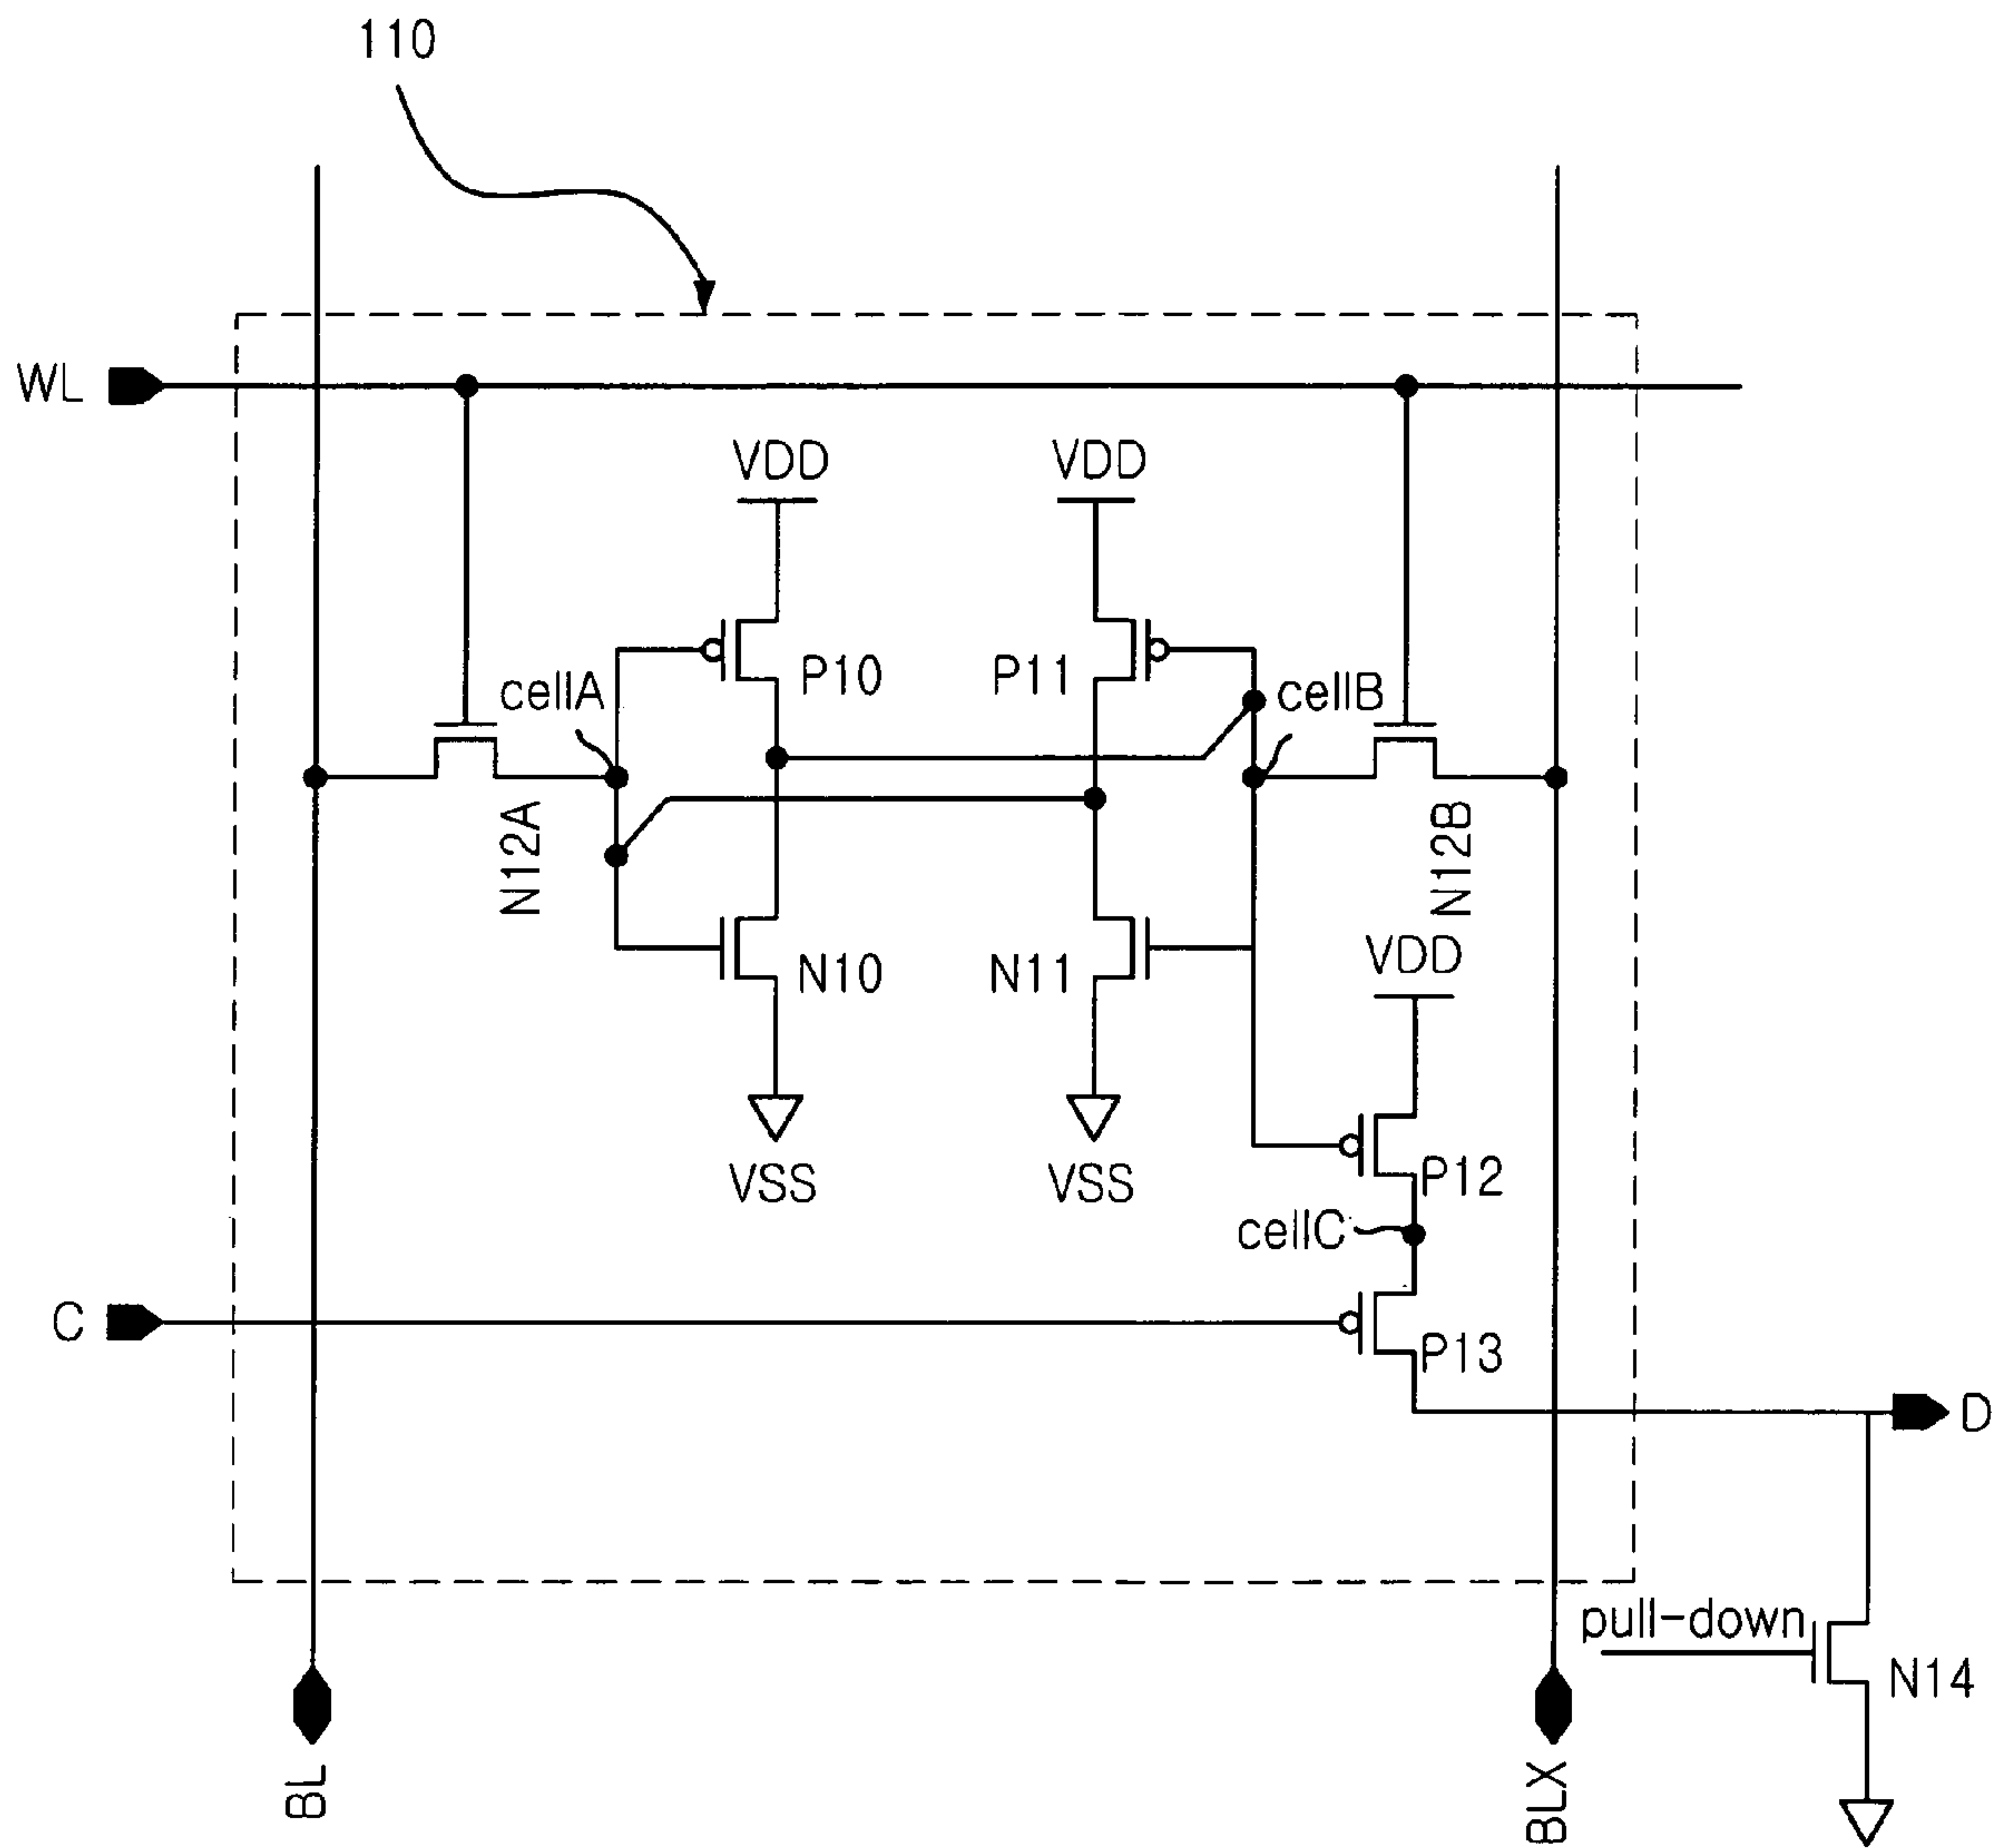 110
WL
VDD VDD
P10 P11
cellA cellB
N12A N12B
N10 N11
VDD
VSS VSS
P12
cellC
C
P13
D
pull-down
N14
BL BLX